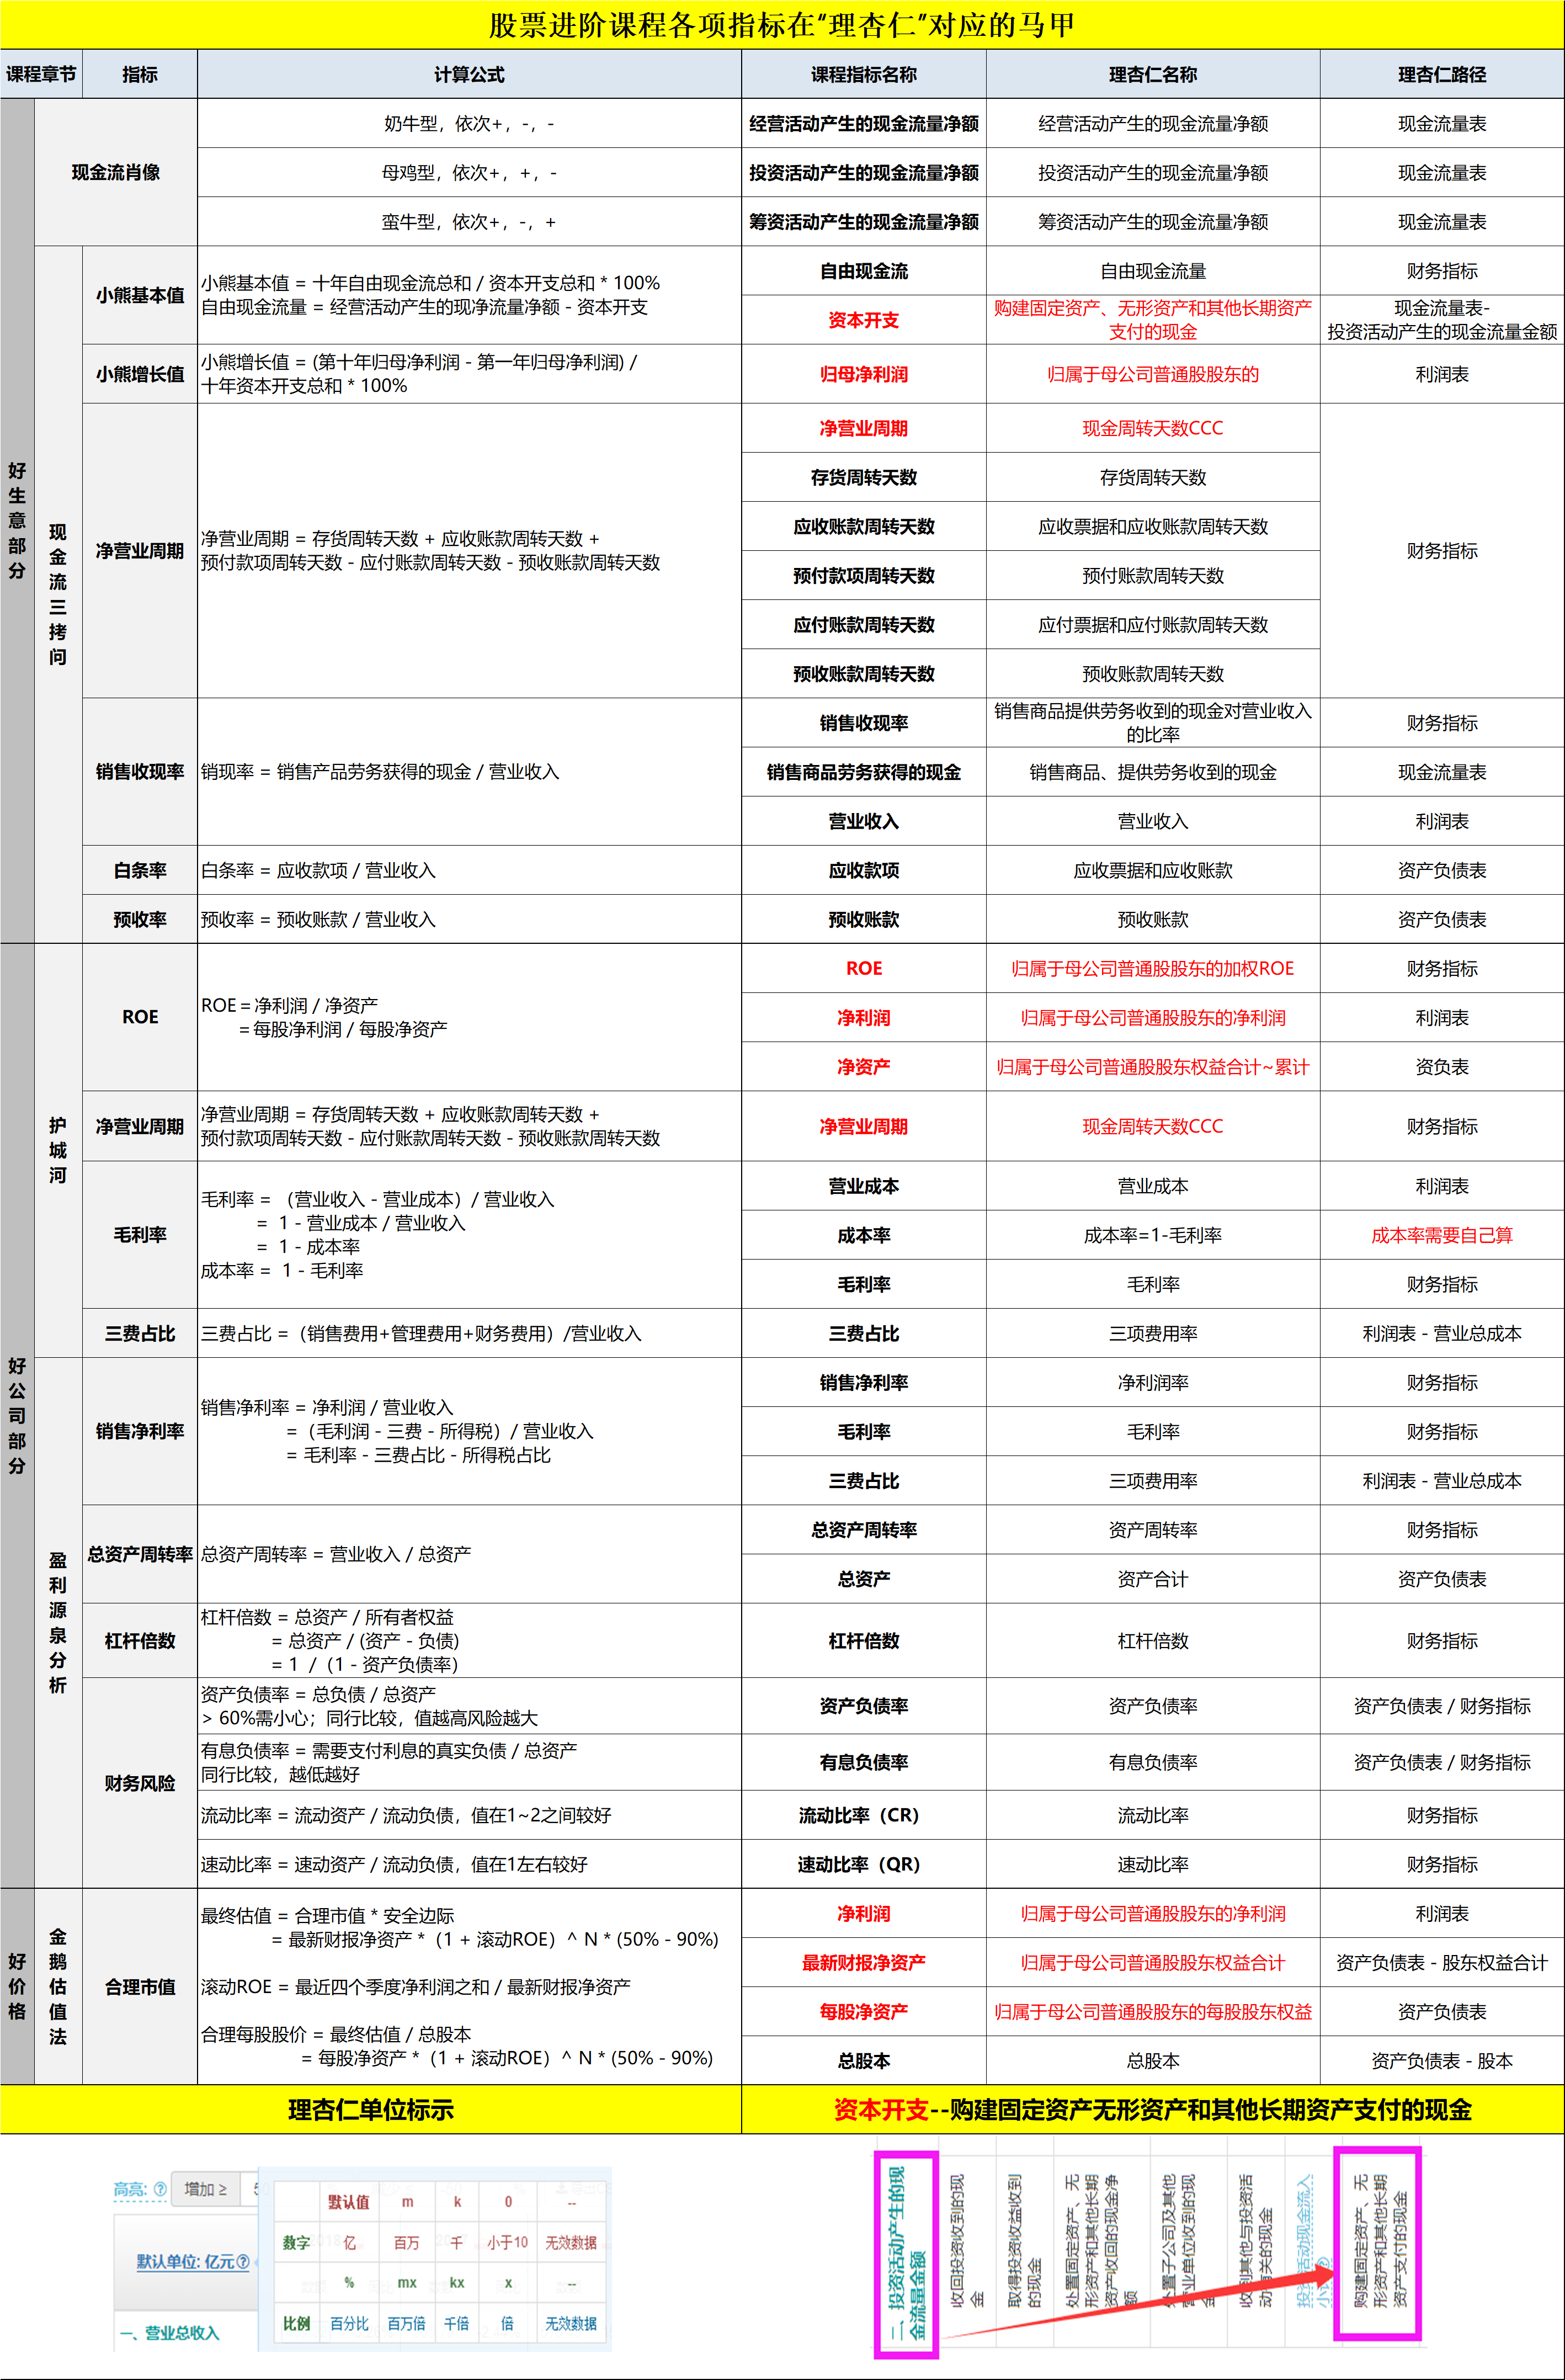 股票进阶课程各项指标在“理杏仁”对应的马甲
课程章节 指标 计算公式 课程指标名称 理杏仁名称 理杏仁路径
好生意部分
现金流肖像
奶牛型，依次+，-，- 经营活动产生的现金流量净额 经营活动产生的现金流量净额 现金流量表
母鸡型，依次+，+，- 投资活动产生的现金流量净额 投资活动产生的现金流量净额 现金流量表
蛮牛型，依次+，-，+ 筹资活动产生的现金流量净额 筹资活动产生的现金流量净额 现金流量表
现金流三拷问
小熊基本值
小熊基本值 = 十年自由现金流总和 / 资本开支总和 * 100%
自由现金流量 = 经营活动产生的现净流量净额 - 资本开支
自由现金流 自由现金流量 财务指标
资本开支
购建固定资产、无形资产和其他长期资产
支付的现金
现金流量表-
投资活动产生的现金流量金额
小熊增长值
小熊增长值 = (第十年归母净利润 - 第一年归母净利润) /
十年资本开支总和 * 100%
归母净利润 归属于母公司普通股股东的 利润表
净营业周期
净营业周期 = 存货周转天数 + 应收账款周转天数 +
预付款项周转天数 - 应付账款周转天数 - 预收账款周转天数
净营业周期 现金周转天数CCC
存货周转天数 存货周转天数
应收账款周转天数 应收票据和应收账款周转天数
预付款项周转天数 预付账款周转天数
应付账款周转天数 应付票据和应付账款周转天数
预收账款周转天数 预收账款周转天数
财务指标
销售收现率
销现率 = 销售产品劳务获得的现金 / 营业收入
销售收现率
销售商品提供劳务收到的现金对营业收入
的比率
财务指标
销售商品劳务获得的现金 销售商品、提供劳务收到的现金 现金流量表
营业收入 营业收入 利润表
白条率 白条率 = 应收款项 / 营业收入 应收款项 应收票据和应收账款 资产负债表
预收率 预收率 = 预收账款 / 营业收入 预收账款 预收账款 资产负债表
好公司部分
护城河
ROE
ROE = 净利润 / 净资产
= 每股净利润 / 每股净资产
ROE 归属于母公司普通股股东的加权ROE 财务指标
净利润 归属于母公司普通股股东的净利润 利润表
净资产 归属于母公司普通股股东权益合计~累计 资负表
净营业周期
净营业周期 = 存货周转天数 + 应收账款周转天数 +
预付款项周转天数 - 应付账款周转天数 - 预收账款周转天数
净营业周期 现金周转天数CCC 财务指标
毛利率
毛利率 = （营业收入 - 营业成本）/ 营业收入
= 1 - 营业成本 / 营业收入
= 1 - 成本率
成本率 = 1 - 毛利率
营业成本 营业成本 利润表
成本率 成本率=1-毛利率 成本率需要自己算
毛利率 毛利率 财务指标
三费占比 三费占比 =（销售费用+管理费用+财务费用）/营业收入 三费占比 三项费用率 利润表 - 营业总成本
盈利源泉分析
销售净利率
销售净利率 = 净利润 / 营业收入
=（毛利润 - 三费 - 所得税）/ 营业收入
= 毛利率 - 三费占比 - 所得税占比
销售净利率 净利润率 财务指标
毛利率 毛利率 财务指标
三费占比 三项费用率 利润表 - 营业总成本
总资产周转率 总资产周转率 = 营业收入 / 总资产
总资产周转率 资产周转率 财务指标
总资产 资产合计 资产负债表
杠杆倍数
杠杆倍数 = 总资产 / 所有者权益
= 总资产 / (资产 - 负债)
= 1 /（1 - 资产负债率）
杠杆倍数 杠杆倍数 财务指标
财务风险
资产负债率 = 总负债 / 总资产
> 60%需小心；同行比较，值越高风险越大
资产负债率 资产负债率 资产负债表 / 财务指标
有息负债率 = 需要支付利息的真实负债 / 总资产
同行比较，越低越好
有息负债率 有息负债率 资产负债表 / 财务指标
流动比率 = 流动资产 / 流动负债，值在1~2之间较好 流动比率（CR） 流动比率 财务指标
速动比率 = 速动资产 / 流动负债，值在1左右较好 速动比率（QR） 速动比率 财务指标
好价格
金鹅估值法
合理市值
最终估值 = 合理市值 * 安全边际
= 最新财报净资产 *（1 + 滚动ROE）^ N * (50% - 90%)
滚动ROE = 最近四个季度净利润之和 / 最新财报净资产
合理每股股价 = 最终估值 / 总股本
= 每股净资产 *（1 + 滚动ROE）^ N * (50% - 90%)
净利润 归属于母公司普通股股东的净利润 利润表
最新财报净资产 归属于母公司普通股股东权益合计 资产负债表 - 股东权益合计
每股净资产 归属于母公司普通股股东的每股股东权益 资产负债表
总股本 总股本 资产负债表 - 股本
理杏仁单位标示 资本开支--购建固定资产无形资产和其他长期资产支付的现金
高亮: 增加 ≥
默认单位: 亿元
一、营业总收入
默认值 m k 0 --
数字 亿 百万 千 小于10 无效数据
% mx kx x --
比例 百分比 百万倍 千倍 倍 无效数据
二、投资活动产生的现
金流量金额
收回投资收到的现
金
取得投资收益收到
的现金
处置固定资产、无
形资产和其他长期
资产收回的现金净
额
处置子公司及其他
营业单位收到的现
金
收到其他与投资活
动有关的现金
投资活动现金流入
小计
购建固定资产、无
形资产和其他长期
资产支付的现金